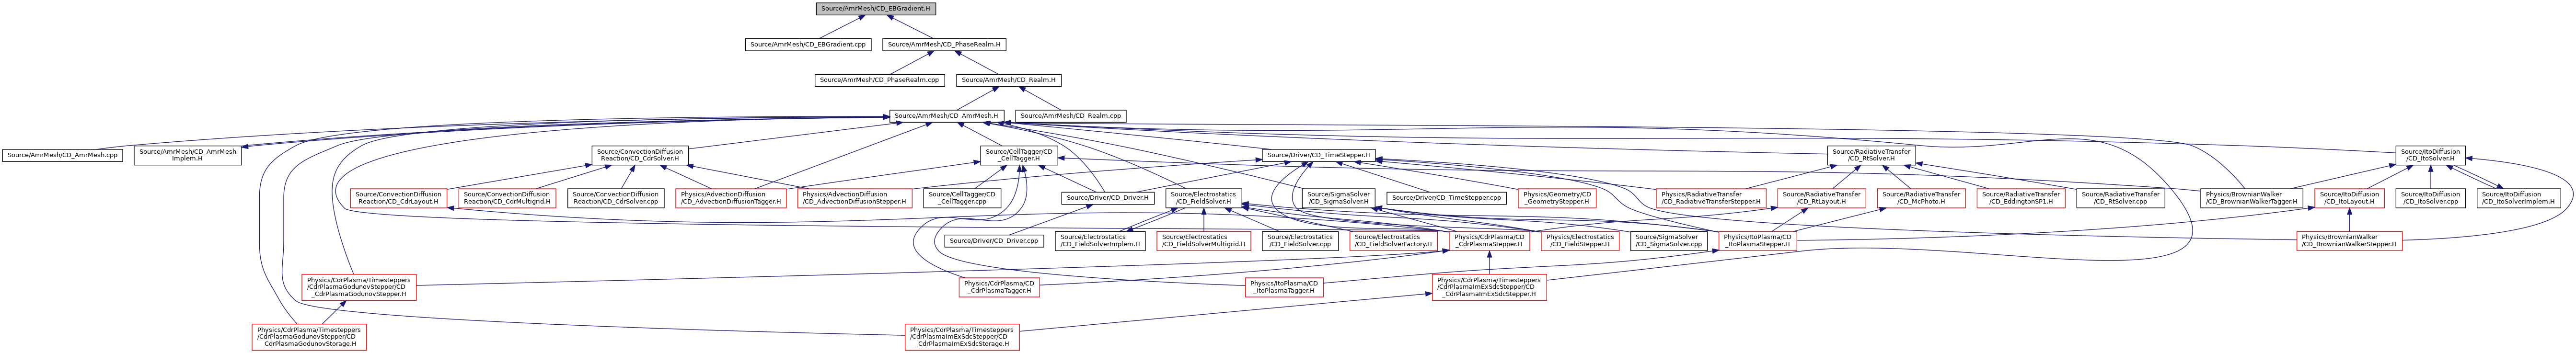 Source/AmrMesh/CD_EBGradient.H
Source/AmrMesh/CD_EBGradient.cpp
Source/AmrMesh/CD_PhaseRealm.H
Source/AmrMesh/CD_PhaseRealm.cpp
Source/AmrMesh/CD_Realm.H
Source/AmrMesh/CD_AmrMesh.H
Source/AmrMesh/CD_Realm.cpp
Source/AmrMesh/CD_AmrMesh.cpp
Source/AmrMesh/CD_AmrMesh
Implem.H
Source/ConvectionDiffusion
Reaction/CD_CdrSolver.H
Source/CellTagger/CD
_CellTagger.H
Source/Driver/CD_TimeStepper.H
Source/RadiativeTransfer
/CD_RtSolver.H
Source/ItoDiffusion
/CD_ItoSolver.H
Source/ConvectionDiffusion
Reaction/CD_CdrLayout.H
Source/ConvectionDiffusion
Reaction/CD_CdrMultigrid.H
Source/ConvectionDiffusion
Reaction/CD_CdrSolver.cpp
Physics/AdvectionDiffusion
/CD_AdvectionDiffusionTagger.H
Physics/AdvectionDiffusion
/CD_AdvectionDiffusionStepper.H
Source/CellTagger/CD
_CellTagger.cpp
Source/Driver/CD_Driver.H
Source/Electrostatics
/CD_FieldSolver.H
Source/SigmaSolver
/CD_SigmaSolver.H
Source/Driver/CD_TimeStepper.cpp
Physics/Geometry/CD
_GeometryStepper.H
Physics/RadiativeTransfer
/CD_RadiativeTransferStepper.H
Source/RadiativeTransfer
/CD_RtLayout.H
Source/RadiativeTransfer
/CD_McPhoto.H
Source/RadiativeTransfer
/CD_EddingtonSP1.H
Source/RadiativeTransfer
/CD_RtSolver.cpp
Physics/BrownianWalker
/CD_BrownianWalkerTagger.H
Source/ItoDiffusion
/CD_ItoLayout.H
Source/ItoDiffusion
/CD_ItoSolver.cpp
Source/ItoDiffusion
/CD_ItoSolverImplem.H
Source/Driver/CD_Driver.cpp
Source/Electrostatics
/CD_FieldSolverImplem.H
Source/Electrostatics
/CD_FieldSolverMultigrid.H
Source/Electrostatics
/CD_FieldSolver.cpp
Source/Electrostatics
/CD_FieldSolverFactory.H
Physics/CdrPlasma/CD
_CdrPlasmaStepper.H
Physics/Electrostatics
/CD_FieldStepper.H
Source/SigmaSolver
/CD_SigmaSolver.cpp
Physics/ItoPlasma/CD
_ItoPlasmaStepper.H
Physics/BrownianWalker
/CD_BrownianWalkerStepper.H
Physics/CdrPlasma/Timesteppers
/CdrPlasmaGodunovStepper/CD
_CdrPlasmaGodunovStepper.H
Physics/CdrPlasma/CD
_CdrPlasmaTagger.H
Physics/ItoPlasma/CD
_ItoPlasmaTagger.H
Physics/CdrPlasma/Timesteppers
/CdrPlasmaImExSdcStepper/CD
_CdrPlasmaImExSdcStepper.H
Physics/CdrPlasma/Timesteppers
/CdrPlasmaGodunovStepper/CD
_CdrPlasmaGodunovStorage.H
Physics/CdrPlasma/Timesteppers
/CdrPlasmaImExSdcStepper/CD
_CdrPlasmaImExSdcStorage.H